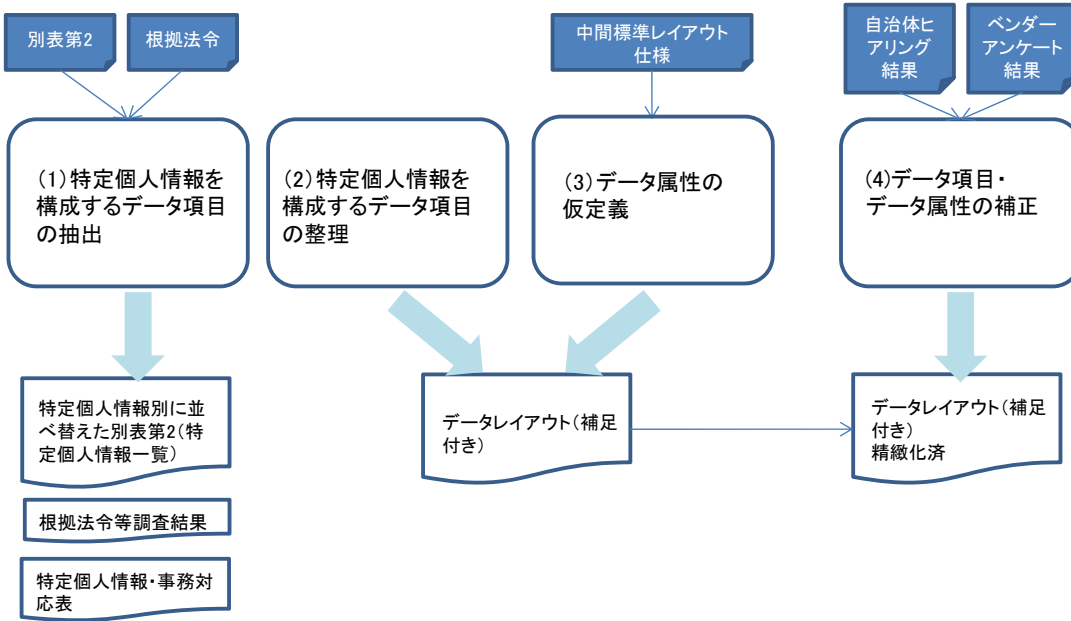 別表第2
根拠法令
中間標準レイアウト
仕様
自治体ヒ
アリング
結果
ベンダー
アンケート
結果
(1)特定個人情報を
構成するデータ項目
の抽出
(2)特定個人情報を
構成するデータ項目
の整理
(3)データ属性の
仮定義
(4)データ項目・
データ属性の補正
特定個人情報別に並
べ替えた別表第2(特
定個人情報一覧)
データレイアウト(補足
付き)
データレイアウト(補足
付き)
精緻化済
根拠法令等調査結果
特定個人情報・事務対
応表